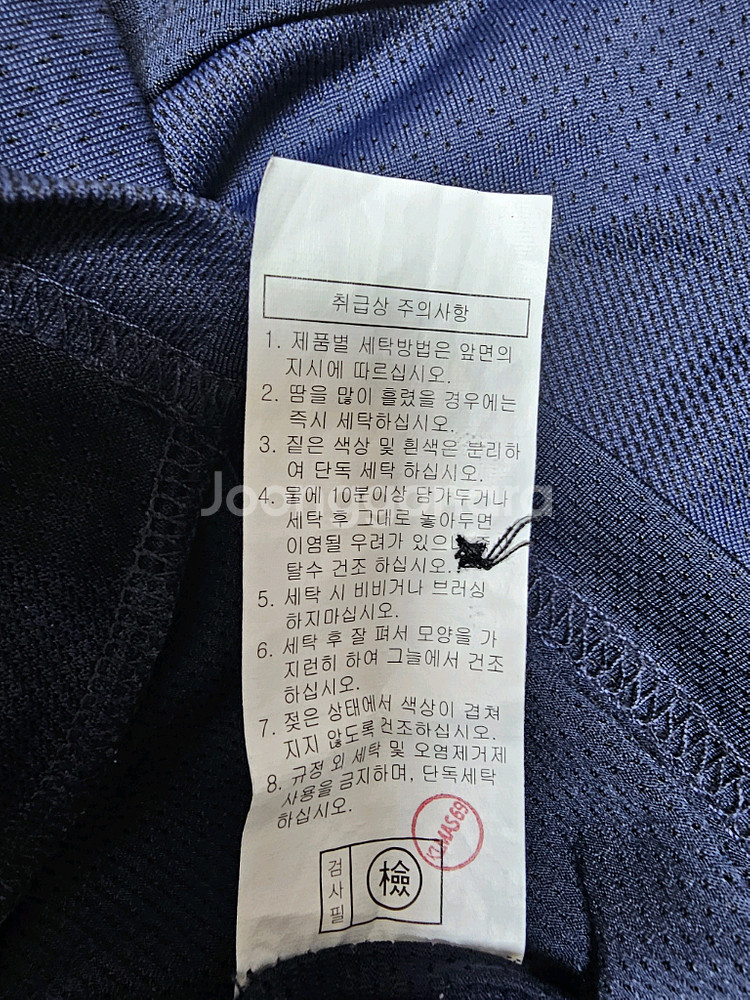 취급상 주의사항
1. 제품별 세탁방법은 앞면의
지시에 따르십시오.
2. 땀을 많이 흘렸을 경우에는
즉시 세탁하십시오.
3. 짙은 색상 및 흰색은 분리하
여 단독 세탁 하십시오.
4. 물에 10분이상 담가두거나
세탁 후 그대로 놓아두면
이염될 우려가 있으니
탈수 건조 하십시오.
5. 세탁 시 비비거나 브러싱
하지마십시오.
6. 세탁 후 잘 펴서 모양을 가
지런히 하여 그늘에서 건조
하십시오.
7. 젖은 상태에서 색상이 겹쳐
지지 않도록 건조하십시오.
8. 규정 외 세탁 및 오염제거제
사용을 금지하며, 단독세탁
하십시오.
검사필
檢
Joonggonara